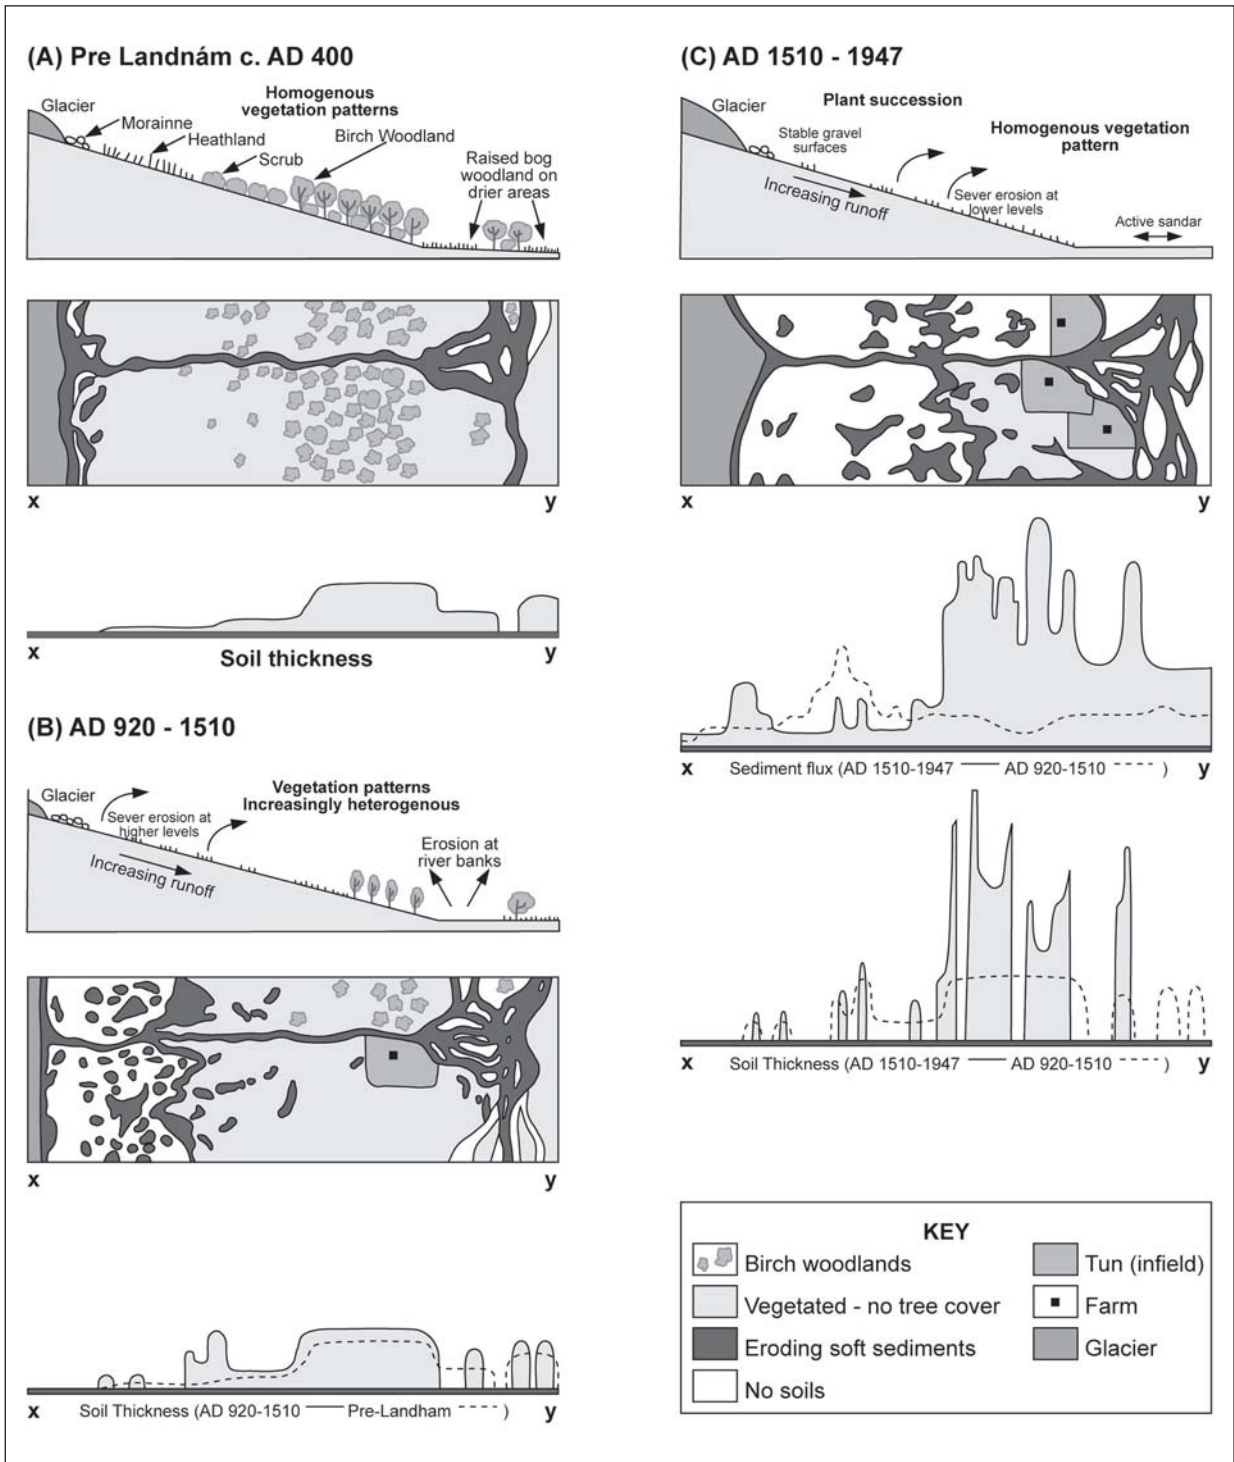 (A) Pre Landnám c. AD 400
Glacier
Morainne
Heathland
Scrub
Homogenous
vegetation patterns
Birch Woodland
Raised bog
woodland on
drier areas
x
y
x
Soil thickness
y
(B) AD 920 - 1510
Glacier
Sever erosion at
higher levels
Vegetation patterns
Increasingly heterogenous
Increasing runoff
Erosion at
river banks
x
y
x
Soil Thickness (AD 920-1510 Pre-Landham )
y
(C) AD 1510 - 1947
Glacier
Plant succession
Stable gravel
surfaces
Homogenous vegetation
pattern
Increasing runoff
Sever erosion at
lower levels
Active sandar
x
y
x
Sediment flux (AD 1510-1947 AD 920-1510 )
y
x
Soil Thickness (AD 1510-1947 AD 920-1510 )
y
KEY
Birch woodlands
Vegetated - no tree cover
Eroding soft sediments
No soils
Tun (infield)
Farm
Glacier